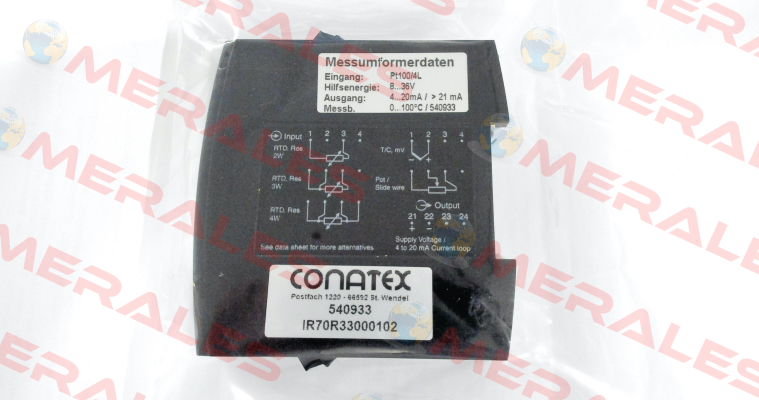 Messumformerdaten
Eingang: Pt100/4L
Hilfsenergie: 8...36V
Ausgang: 4...20mA / > 21 mA
Messb. 0...100°C / 540933
Input 1 2 3 4
RTD, Res
2W
RTD, Res
3W
RTD, Res
4W
1 2 3 4
T/C, mV
+
Pot /
Slide wire
Output
21 22 23 24
+ −
See data sheet for more alternatives
Supply Voltage /
4 to 20 mA Current loop
CONATEX
Postfach 1220 - 66592 St. Wendel
540933
IR70R33000102
MERALES
MERALES
MERALES
MERALES
MERALES
MERALES